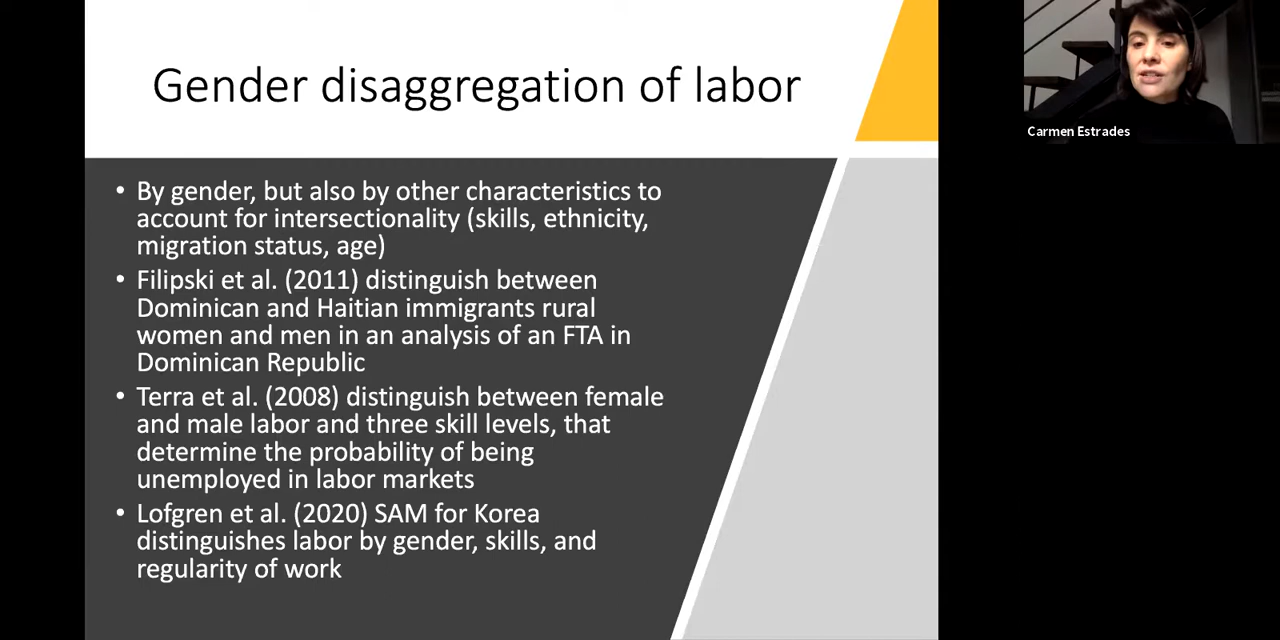 Gender disaggregation of labor
Carmen Estrades
• By gender, but also by other characteristics to
account for intersectionality (skills, ethnicity,
migration status, age)
• Filipski et al. (2011) distinguish between
Dominican and Haitian immigrants rural
women and men in an analysis of an FTA in
Dominican Republic
• Terra et al. (2008) distinguish between female
and male labor and three skill levels, that
determine the probability of being
unemployed in labor markets
• Lofgren et al. (2020) SAM for Korea
distinguishes labor by gender, skills, and
regularity of work